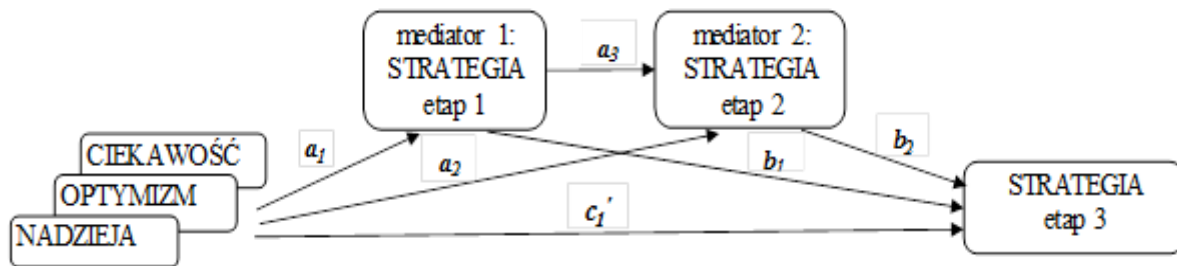 mediator 1:
STRATEGIA
etap 1
a3
mediator 2:
STRATEGIA
etap 2
CIEKAWOŚĆ
OPTYMIZM
NADZIEJA
a1
a2
b1
b2
c1'
STRATEGIA
etap 3